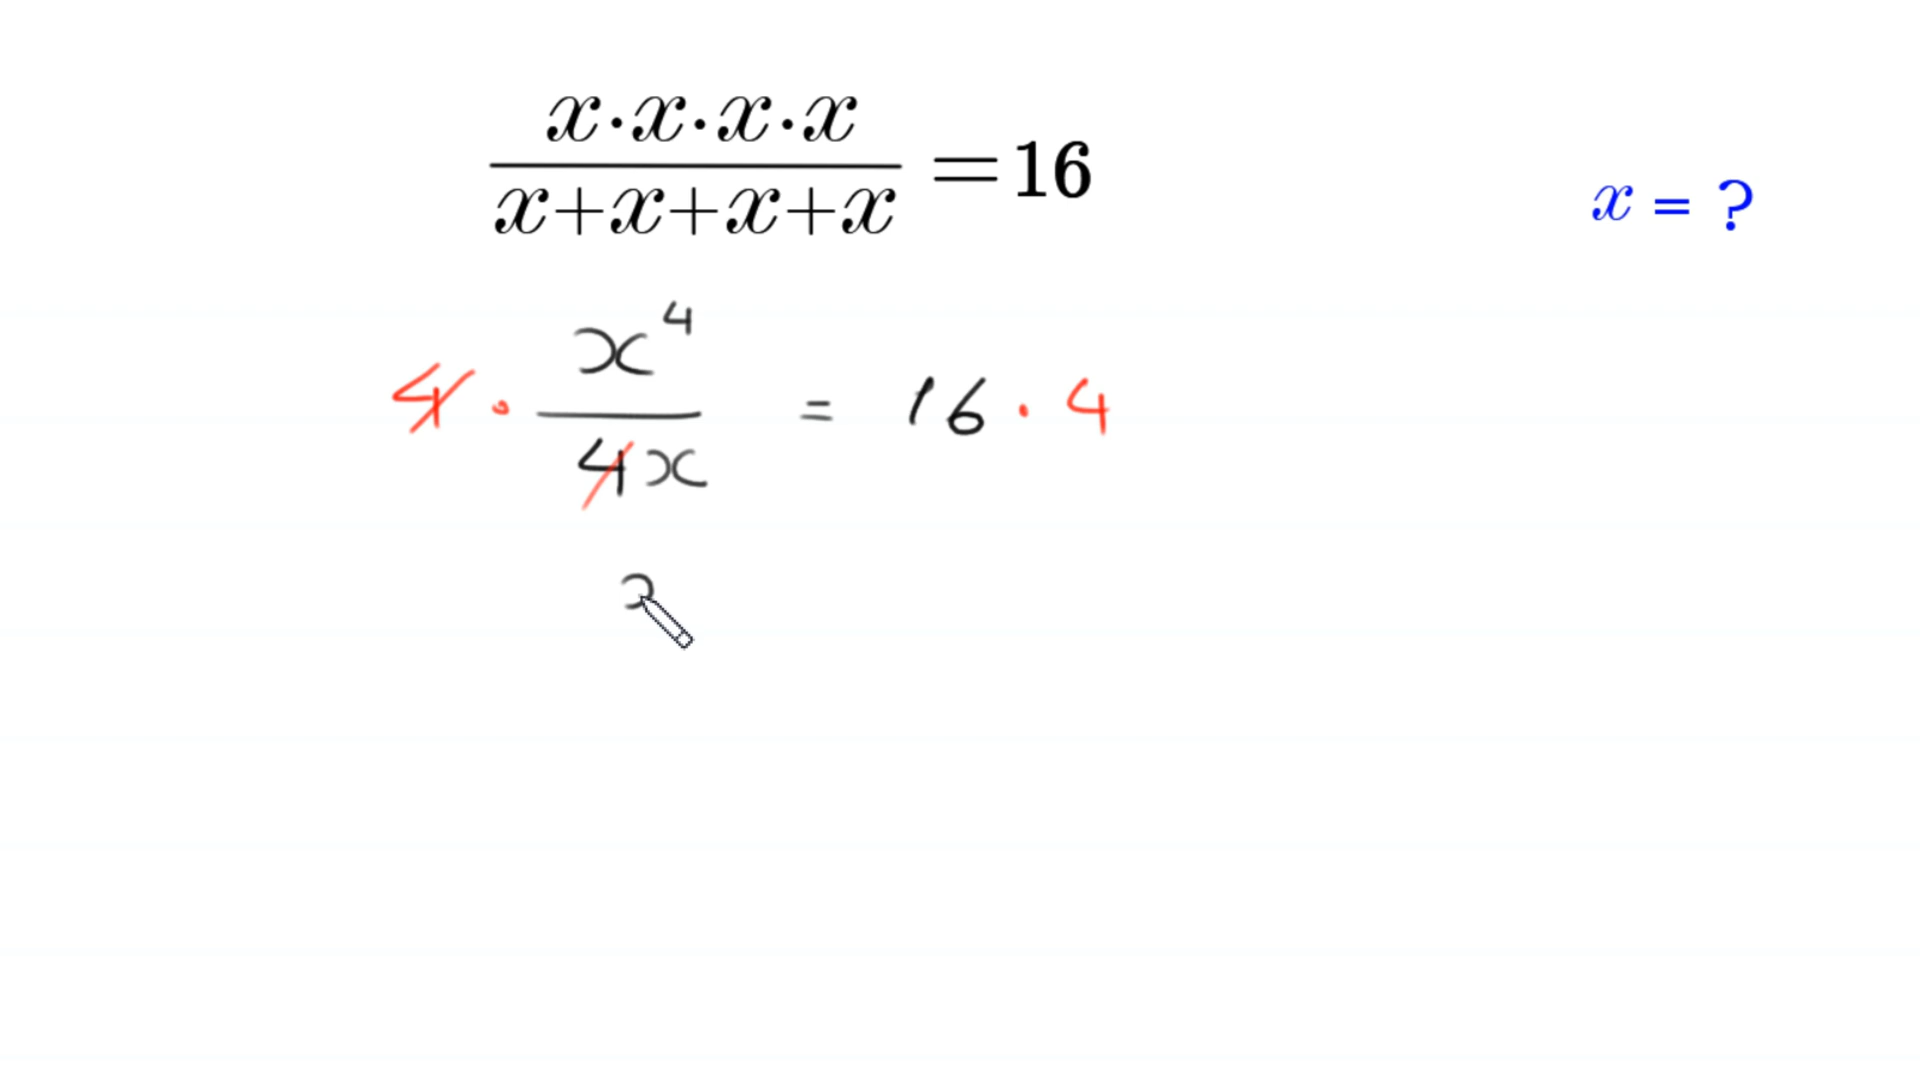 x·x·x·x
x+x+x+x
=16
x = ?
4 · x⁴ = 16 · 4
4x